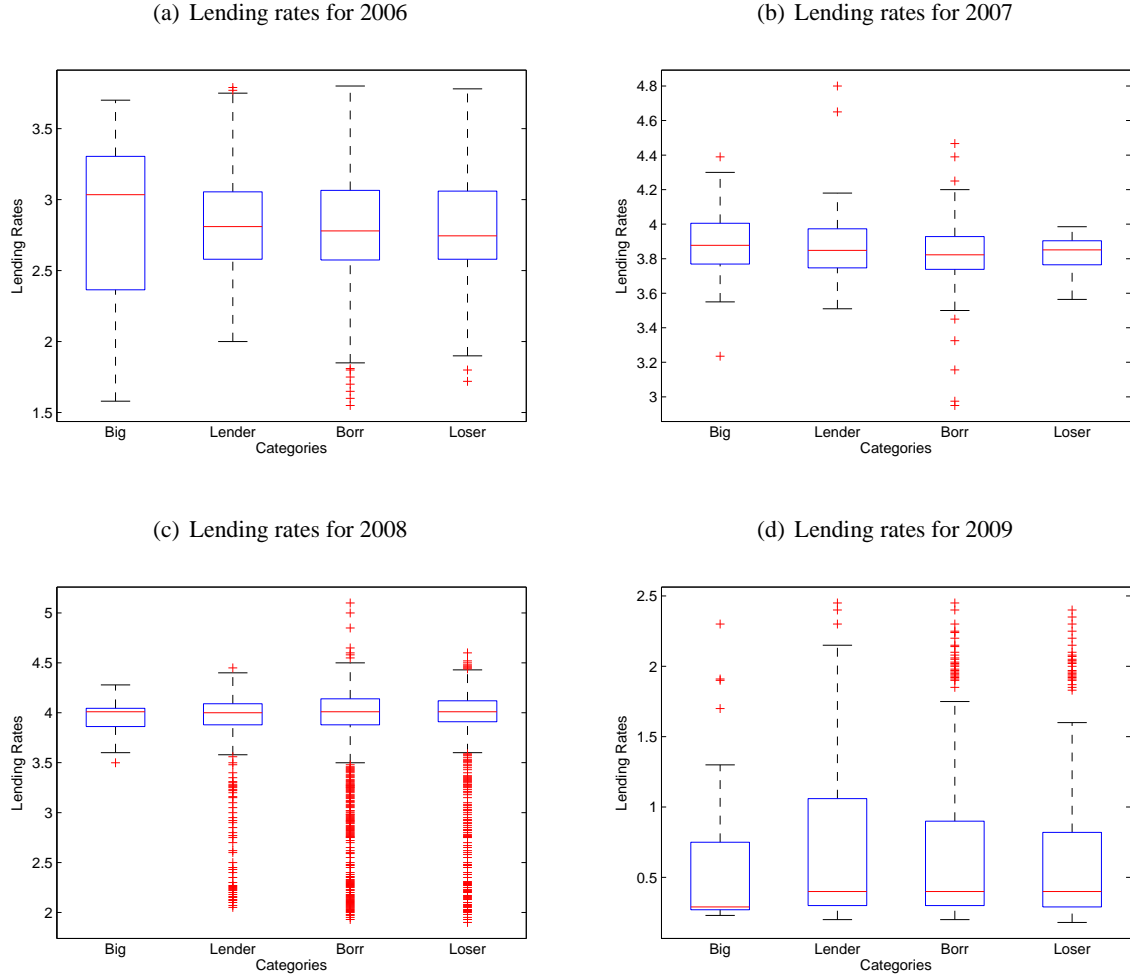 (a) Lending rates for 2006
3.5
3
2.5
2
1.5
Lending Rates
Big Lender Borr Loser
Categories
(b) Lending rates for 2007
4.8
4.6
4.4
4.2
4
3.8
3.6
3.4
3.2
3
Lending Rates
Big Lender Borr Loser
Categories
(c) Lending rates for 2008
5
4.5
4
3.5
3
2.5
2
Lending Rates
Big Lender Borr Loser
Categories
(d) Lending rates for 2009
2.5
2
1.5
1
0.5
Lending Rates
Big Lender Borr Loser
Categories